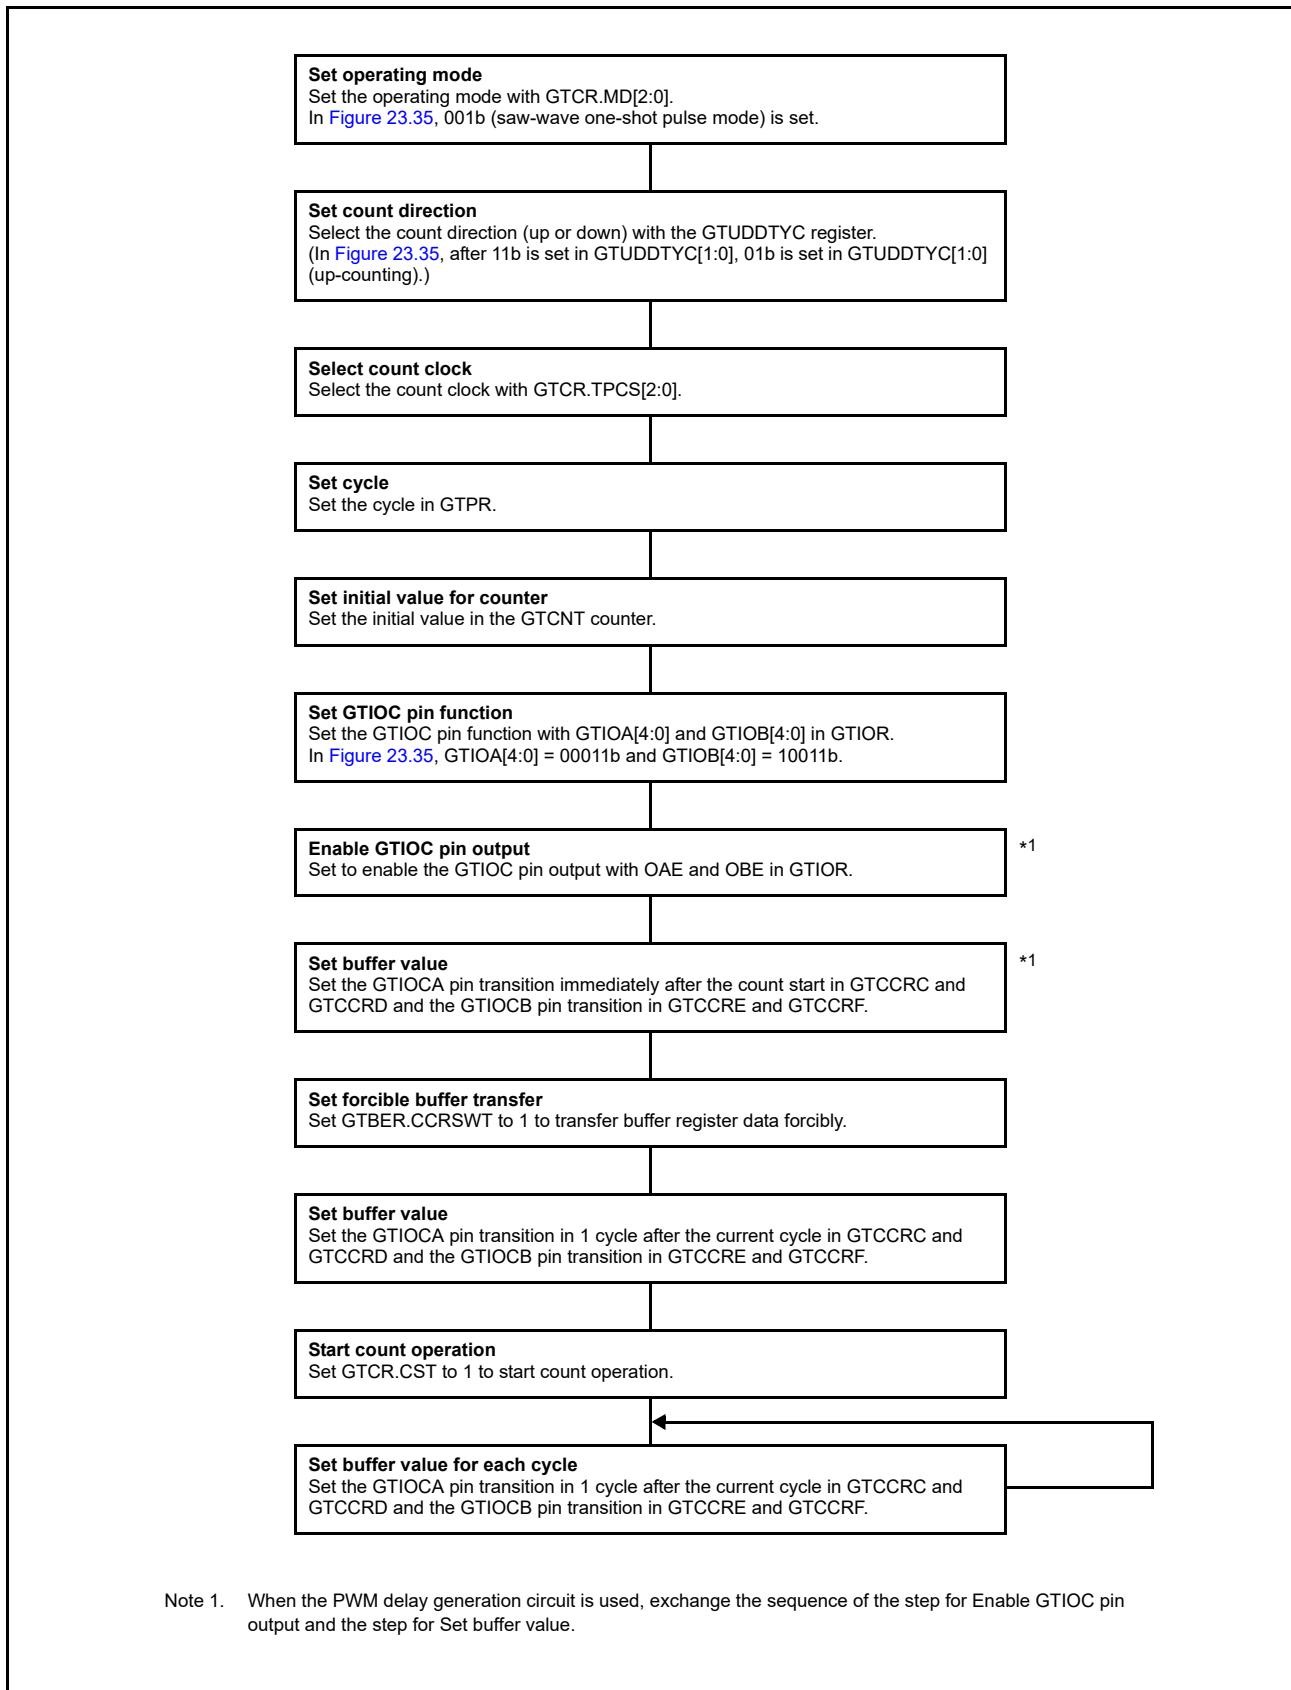 Set operating mode
Set the operating mode with GTCR.MD[2:0].
In Figure 23.35, 001b (saw-wave one-shot pulse mode) is set.
Set count direction
Select the count direction (up or down) with the GTUDDTYC register.
(In Figure 23.35, after 11b is set in GTUDDTYC[1:0], 01b is set in GTUDDTYC[1:0]
(up-counting).)
Select count clock
Select the count clock with GTCR.TPCS[2:0].
Set cycle
Set the cycle in GTPR.
Set initial value for counter
Set the initial value in the GTCNT counter.
Set GTIOC pin function
Set the GTIOC pin function with GTIOA[4:0] and GTIOB[4:0] in GTIOR.
In Figure 23.35, GTIOA[4:0] = 00011b and GTIOB[4:0] = 10011b.
Enable GTIOC pin output *1
Set to enable the GTIOC pin output with OAE and OBE in GTIOR.
Set buffer value *1
Set the GTIOCA pin transition immediately after the count start in GTCCRC and
GTCCRD and the GTIOCB pin transition in GTCCRE and GTCCRF.
Set forcible buffer transfer
Set GTBER.CCRSWT to 1 to transfer buffer register data forcibly.
Set buffer value
Set the GTIOCA pin transition in 1 cycle after the current cycle in GTCCRC and
GTCCRD and the GTIOCB pin transition in GTCCRE and GTCCRF.
Start count operation
Set GTCR.CST to 1 to start count operation.
Set buffer value for each cycle
Set the GTIOCA pin transition in 1 cycle after the current cycle in GTCCRC and
GTCCRD and the GTIOCB pin transition in GTCCRE and GTCCRF.
Note 1. When the PWM delay generation circuit is used, exchange the sequence of the step for Enable GTIOC pin
output and the step for Set buffer value.